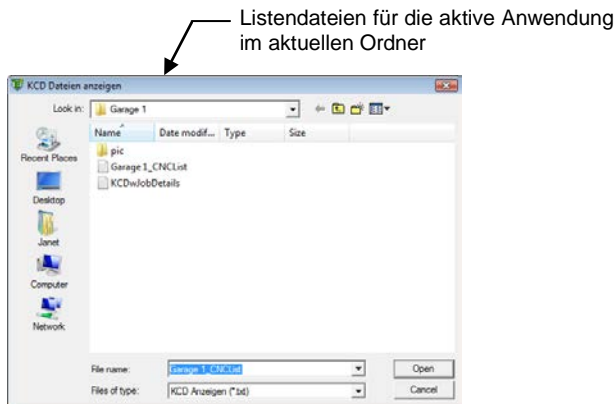 Listendateien für die aktive Anwendung
im aktuellen Ordner
KCD Dateien anzeigen
Look in: Garage 1
Name Date modif... Type Size
pic
Garage 1_CNCList
KCDwJobDetails
Recent Places
Desktop
Janet
Computer
Network
File name: Garage 1_CNCList Open
Files of type: KCD Anzeigen (*.txt) Cancel